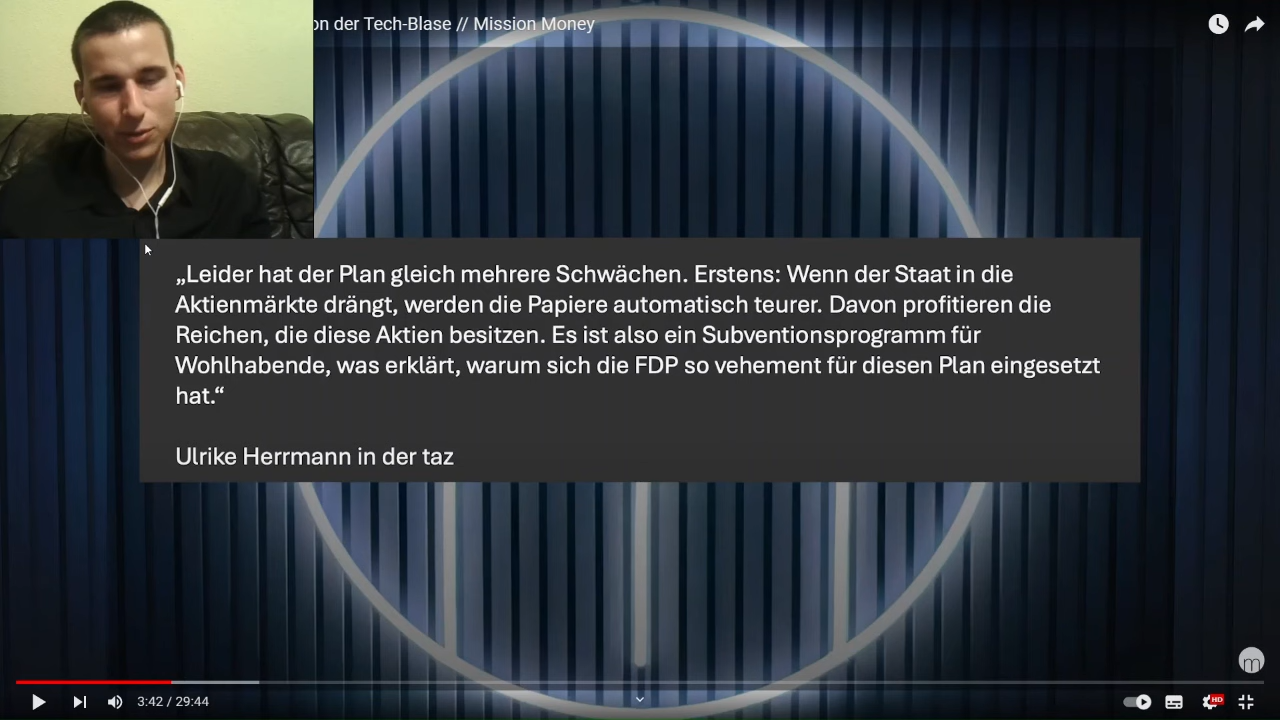 on der Tech-Blase // Mission Money
„Leider hat der Plan gleich mehrere Schwächen. Erstens: Wenn der Staat in die
Aktienmärkte drängt, werden die Papiere automatisch teurer. Davon profitieren die
Reichen, die diese Aktien besitzen. Es ist also ein Subventionsprogramm für
Wohlhabende, was erklärt, warum sich die FDP so vehement für diesen Plan eingesetzt
hat.“
Ulrike Herrmann in der taz
m
3:42 / 29:44
HD